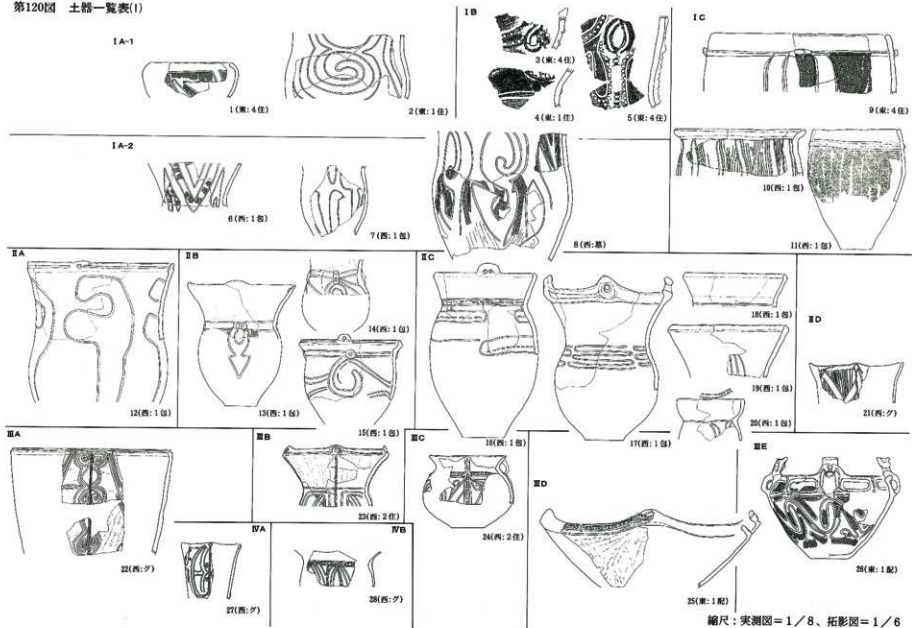 第120図 土器一覧表(1)
ⅠA-1
1(東:4住)
2(東:1住)
ⅠB
3(東:4住)
4(東:1住)
5(東:4住)
ⅠC
9(東:4住)
10(西:1包)
11(西:1包)
ⅠA-2
6(西:1包)
7(西:1包)
8(西:墓)
ⅡA
12(西:1包)
ⅡB
13(西:1包)
14(西:1包)
15(西:1包)
ⅡC
16(西:1包)
17(西:1包)
18(西:1包)
19(西:1包)
20(西:1包)
ⅡD
21(西:グ)
ⅢA
22(西:グ)
ⅢB
23(西:2住)
ⅢC
24(西:2住)
ⅢD
25(東:1配)
ⅢE
26(東:1配)
ⅣA
27(西:グ)
ⅣB
28(西:グ)
縮尺:実測図=1/8、拓影図=1/6